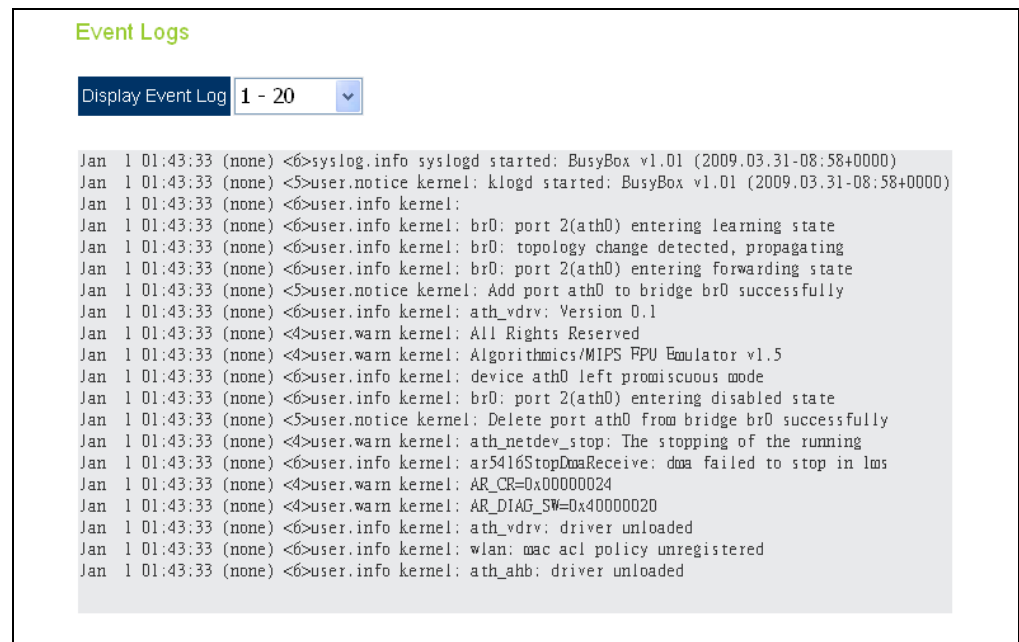 Event Logs
Display Event Log 1 - 20
Jan 1 01:43:33 (none) <6>syslog.info syslogd started: BusyBox v1.01 (2009.03.31-08:58+0000)
Jan 1 01:43:33 (none) <5>user.notice kernel: klogd started: BusyBox v1.01 (2009.03.31-08:58+0000)
Jan 1 01:43:33 (none) <6>user.info kernel:
Jan 1 01:43:33 (none) <6>user.info kernel: br0: port 2(ath0) entering learning state
Jan 1 01:43:33 (none) <6>user.info kernel: br0: topology change detected, propagating
Jan 1 01:43:33 (none) <6>user.info kernel: br0: port 2(ath0) entering forwarding state
Jan 1 01:43:33 (none) <5>user.notice kernel: Add port ath0 to bridge br0 successfully
Jan 1 01:43:33 (none) <6>user.info kernel: ath_vdrv: Version 0.1
Jan 1 01:43:33 (none) <4>user.warn kernel: All Rights Reserved
Jan 1 01:43:33 (none) <4>user.warn kernel: Algorithmics/MIPS FPU Emulator v1.5
Jan 1 01:43:33 (none) <6>user.info kernel: device ath0 left promiscuous mode
Jan 1 01:43:33 (none) <6>user.info kernel: br0: port 2(ath0) entering disabled state
Jan 1 01:43:33 (none) <5>user.notice kernel: Delete port ath0 from bridge br0 successfully
Jan 1 01:43:33 (none) <4>user.warn kernel: ath_netdev_stop: The stopping of the running
Jan 1 01:43:33 (none) <6>user.info kernel: ar5416StopDmaReceive: dma failed to stop in 1ms
Jan 1 01:43:33 (none) <4>user.warn kernel: AR_CR=0x00000024
Jan 1 01:43:33 (none) <4>user.warn kernel: AR_DIAG_SW=0x40000020
Jan 1 01:43:33 (none) <6>user.info kernel: ath_vdrv: driver unloaded
Jan 1 01:43:33 (none) <6>user.info kernel: wlan: mac acl policy unregistered
Jan 1 01:43:33 (none) <6>user.info kernel: ath_ahb: driver unloaded